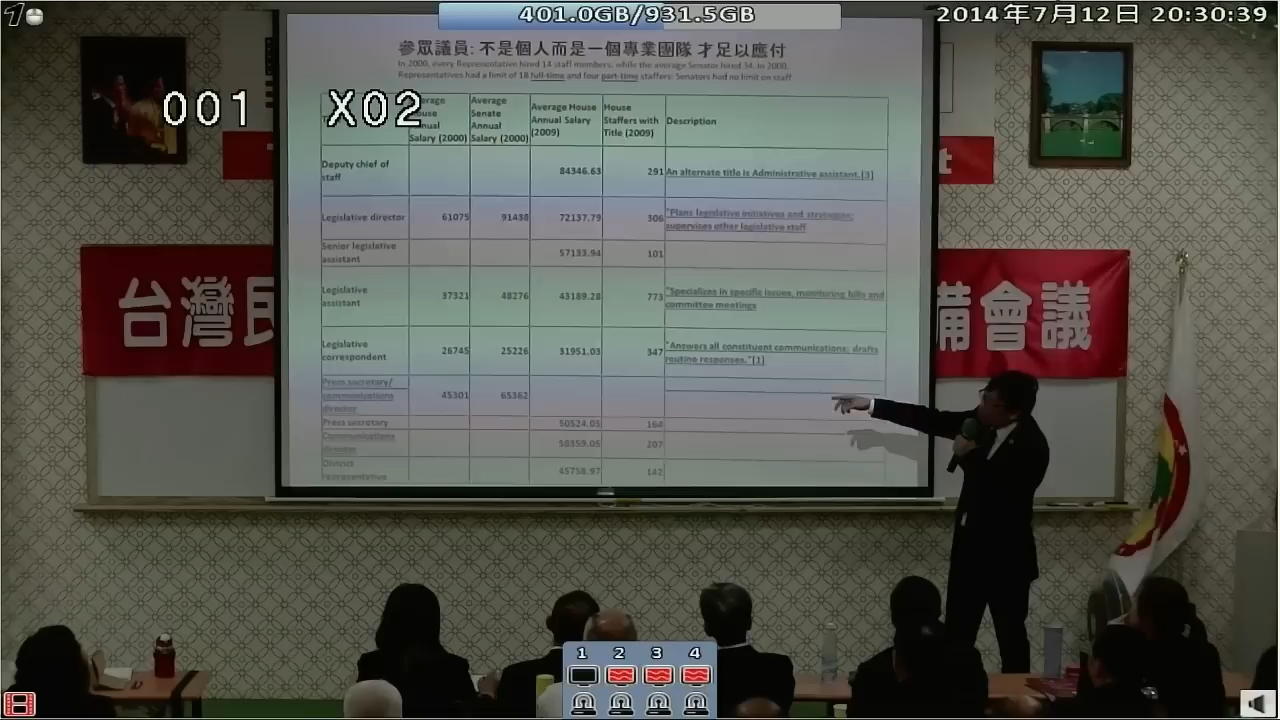 401.0GB/931.5GB
2014年7月12日 20:30:39
001 X02
參眾議員: 不是個人而是一個專業團隊 才足以應付
In 2000, every Representative hired 14 staff members, while the average Senator hired 34. In 2000,
Representatives had a limit of 18 full-time and four part-time staffers; Senators had no limit on staff
Average Senate Annual Salary (2000)
Average House Annual Salary (2009)
House Staffers with Title (2009)
Description
Deputy chief of staff 84346.63 291 An alternate title is Administrative assistant.[3]
Legislative director 61075 91438 72137.79 306 "Plans legislative initiatives and strategies; supervises other legislative staff
Senior legislative assistant 57133.94 101
Legislative assistant 37321 48276 43189.28 773 "Specializes in specific issues, monitoring bills and committee meetings
Legislative correspondent 26745 25226 31951.03 347 "Answers all constituent communications; drafts routine responses."[1]
Press secretary/ communications director 45301 65362
Press secretary 50524.05 164
Communications director 58359.05 207
District representative 45758.97 142
台灣民
備會議
t
1 2 3 4